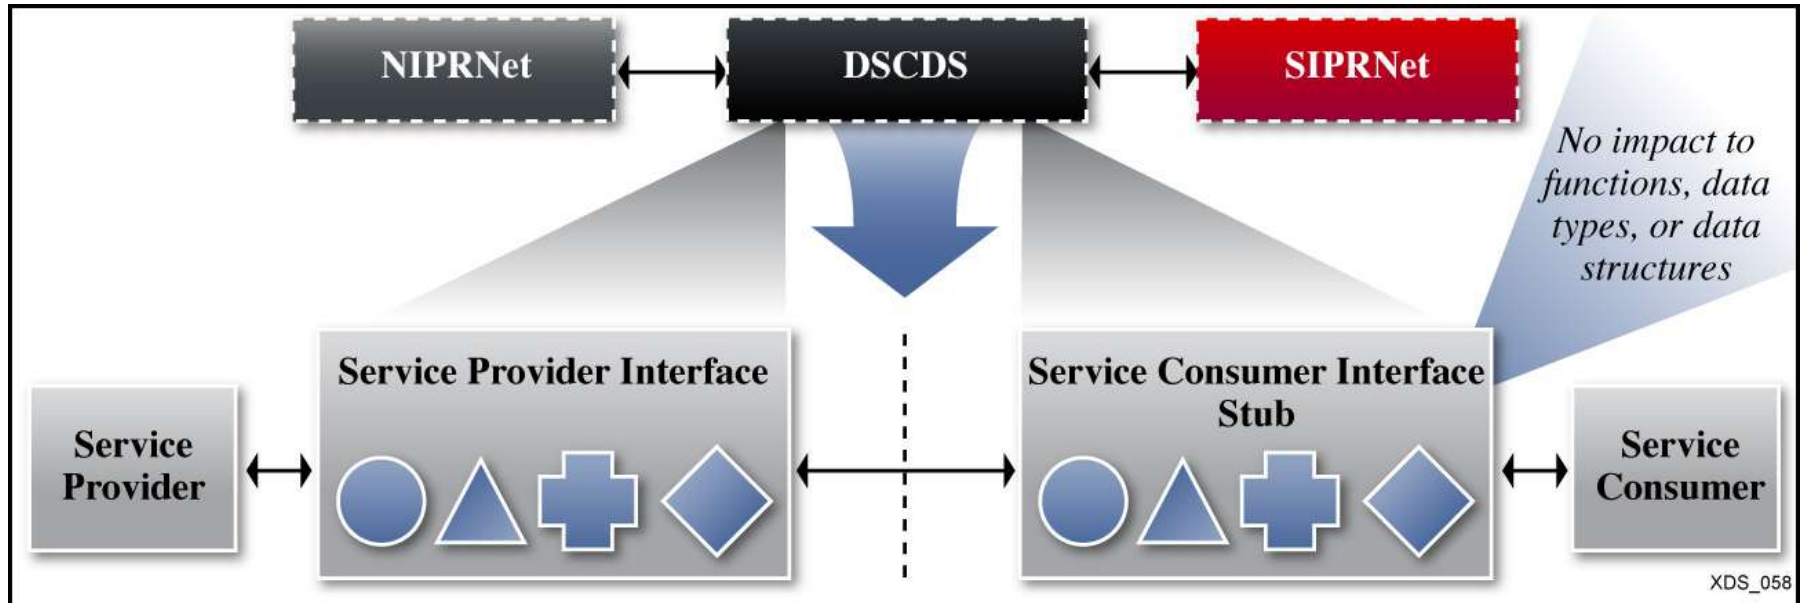 NIPRNet
DSCDS
SIPRNet
No impact to
functions, data
types, or data
structures
Service Provider Interface
Service Consumer Interface
Stub
Service
Provider
Service
Consumer
XDS_058